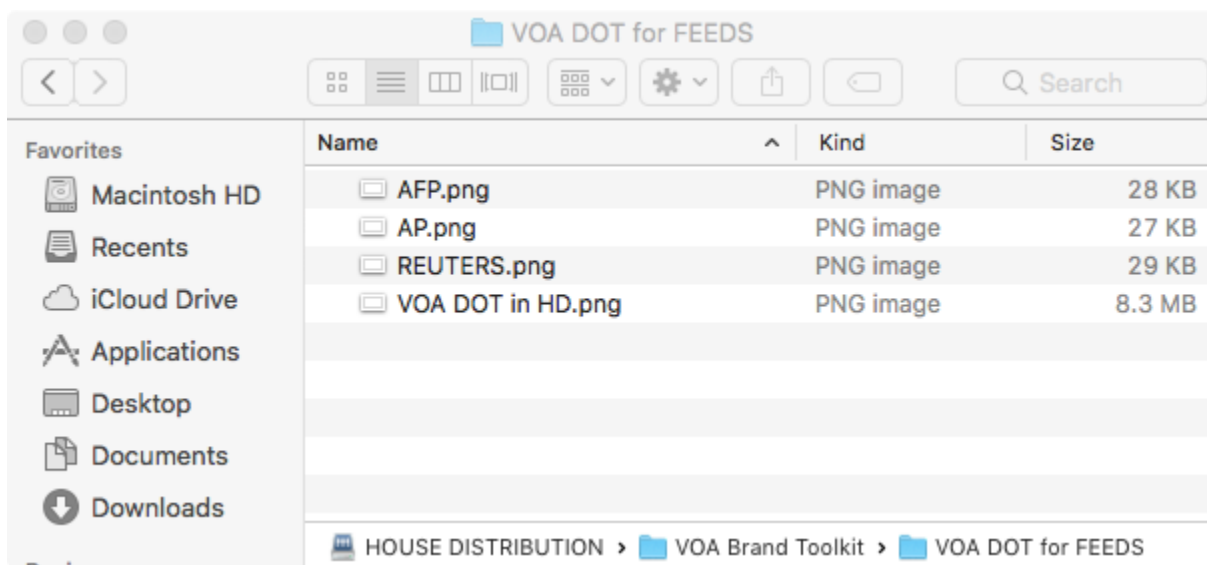 VOA DOT for FEEDS
Search
Favorites
Macintosh HD
Recents
iCloud Drive
Applications
Desktop
Documents
Downloads
Name Kind Size
AFP.png PNG image 28 KB
AP.png PNG image 27 KB
REUTERS.png PNG image 29 KB
VOA DOT in HD.png PNG image 8.3 MB
HOUSE DISTRIBUTION › VOA Brand Toolkit › VOA DOT for FEEDS